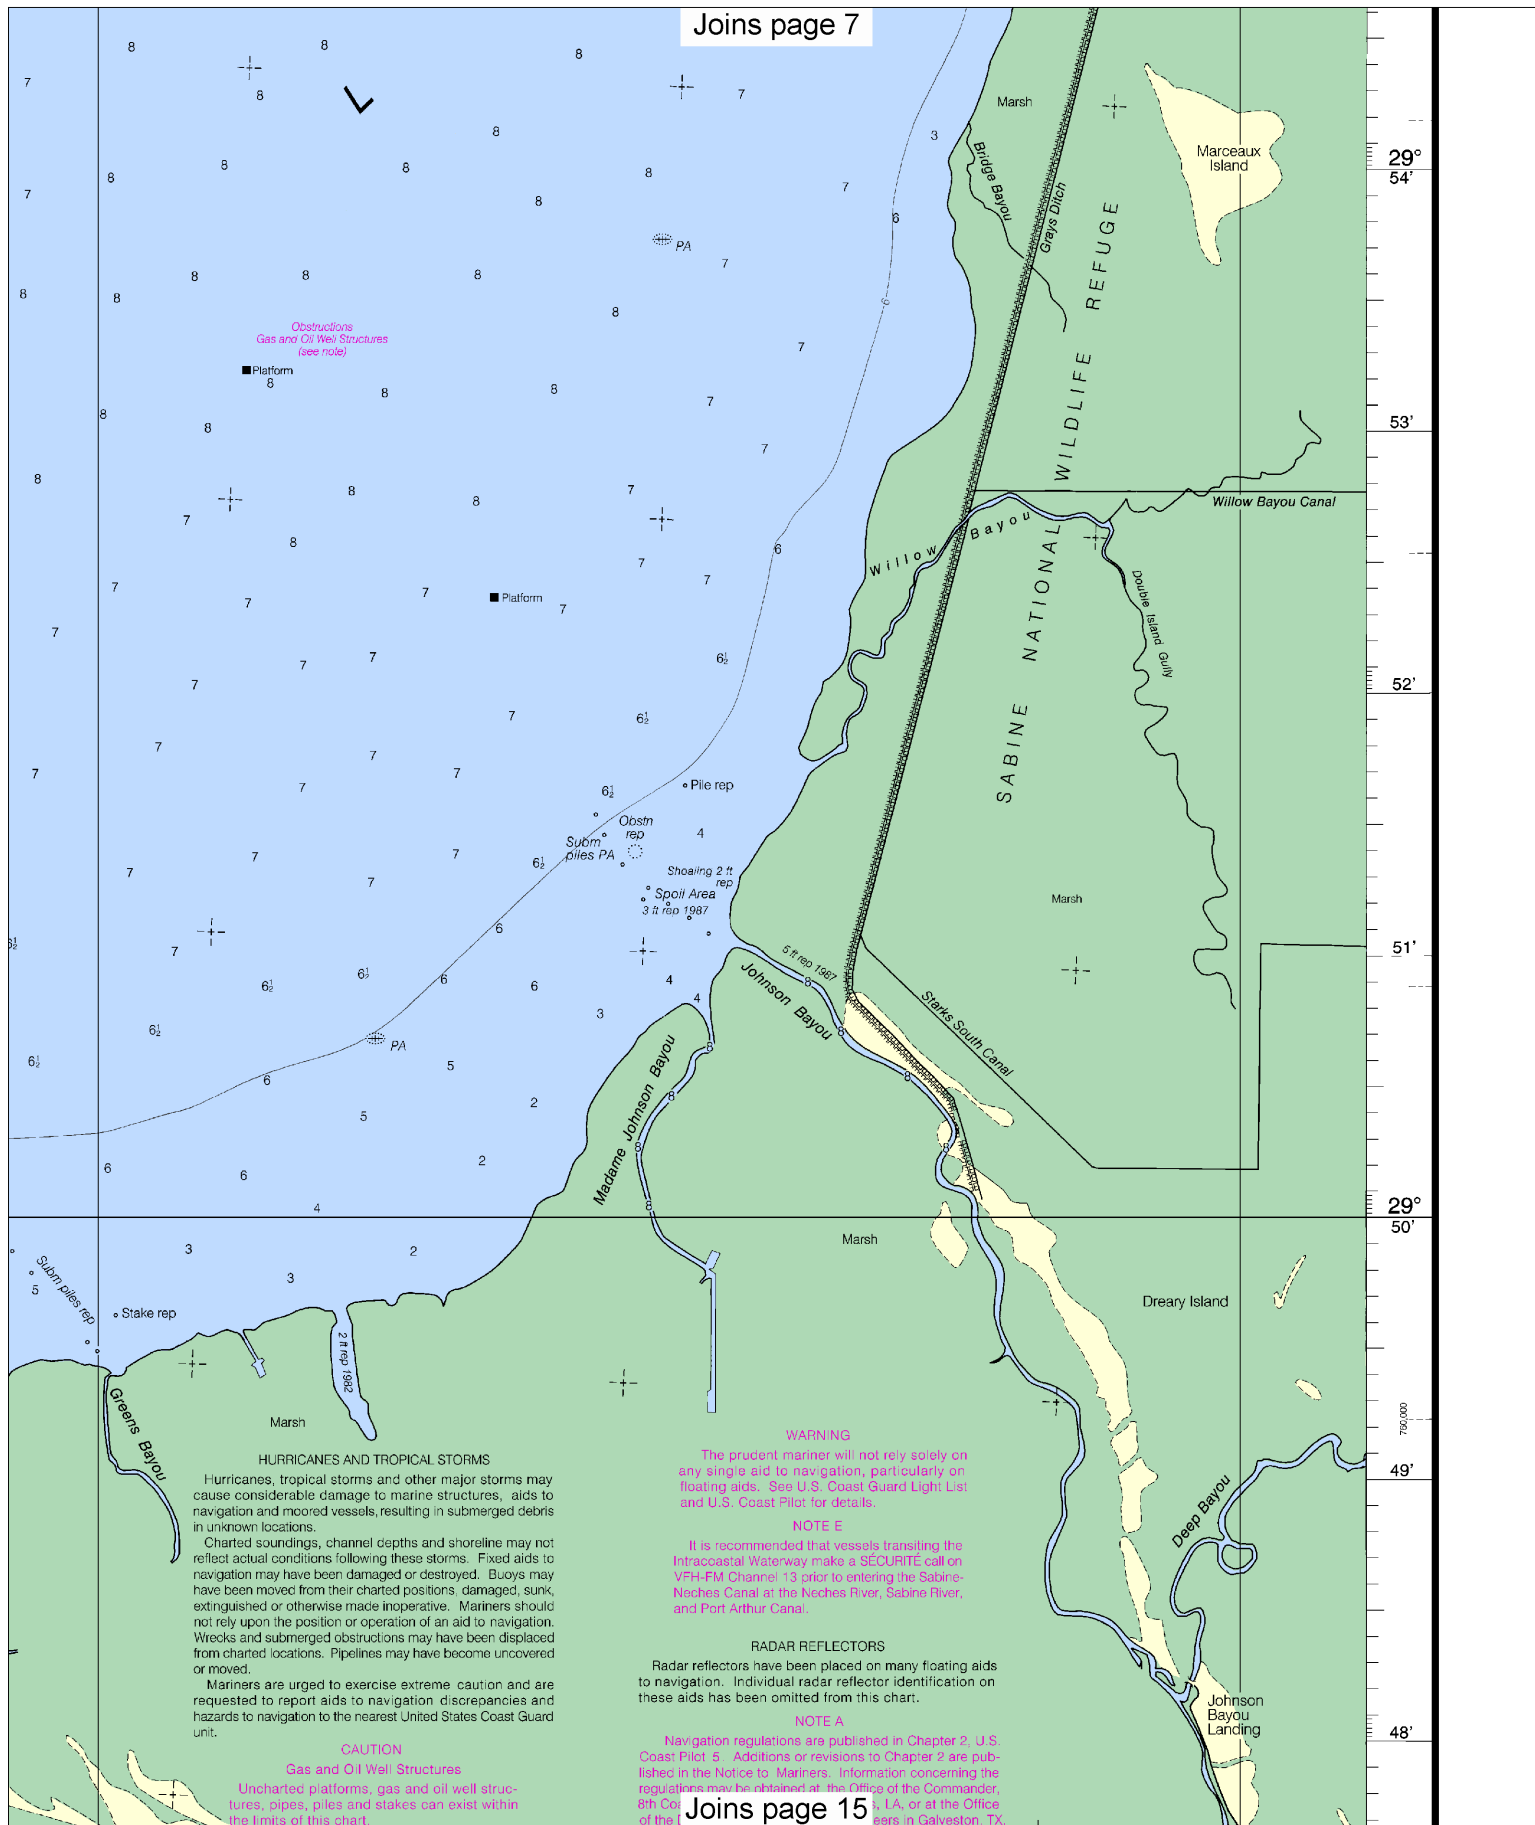 Joins page 7
Marsh
Marceaux
Island
Bridge Bayou
Grays Ditch
29°
54'
PA
Obstructions
Gas and Oil Well Structures
(see note)
Platform
53'
Willow Bayou Canal
Willow Bayou
SABINE NATIONAL WILDLIFE REFUGE
Double Island Gully
Platform
52'
Pile rep
Obstn
rep
Subm
piles PA
Shoaling 2 ft
rep
Spoil Area
3 ft rep 1987
Marsh
51'
5 ft rep 1987
Johnson Bayou
Starks South Canal
PA
Madame Johnson Bayou
29°
50'
Marsh
Dreary Island
Subm piles rep
Stake rep
2 ft rep 1982
Greens Bayou
Marsh
760,000
49'
Deep Bayou
HURRICANES AND TROPICAL STORMS
Hurricanes, tropical storms and other major storms may
cause considerable damage to marine structures, aids to
navigation and moored vessels, resulting in submerged debris
in unknown locations.
Charted soundings, channel depths and shoreline may not
reflect actual conditions following these storms. Fixed aids to
navigation may have been damaged or destroyed. Buoys may
have been moved from their charted positions, damaged, sunk,
extinguished or otherwise made inoperative. Mariners should
not rely upon the position or operation of an aid to navigation.
Wrecks and submerged obstructions may have been displaced
from charted locations. Pipelines may have become uncovered
or moved.
Mariners are urged to exercise extreme caution and are
requested to report aids to navigation discrepancies and
hazards to navigation to the nearest United States Coast Guard
unit.
CAUTION
Gas and Oil Well Structures
Uncharted platforms, gas and oil well struc-
tures, pipes, piles and stakes can exist within
the limits of this chart.
WARNING
The prudent mariner will not rely solely on
any single aid to navigation, particularly on
floating aids. See U.S. Coast Guard Light List
and U.S. Coast Pilot for details.
NOTE E
It is recommended that vessels transiting the
Intracoastal Waterway make a SÉCURITÉ call on
VFH-FM Channel 13 prior to entering the Sabine-
Neches Canal at the Neches River, Sabine River,
and Port Arthur Canal.
RADAR REFLECTORS
Radar reflectors have been placed on many floating aids
to navigation. Individual radar reflector identification on
these aids has been omitted from this chart.
NOTE A
Navigation regulations are published in Chapter 2, U.S.
Coast Pilot 5. Additions or revisions to Chapter 2 are pub-
lished in the Notice to Mariners. Information concerning the
regulations may be obtained at the Office of the Commander,
8th LA, or at the Office
of the in Galveston, TX.
Johnson
Bayou
Landing
48'
Joins page 15